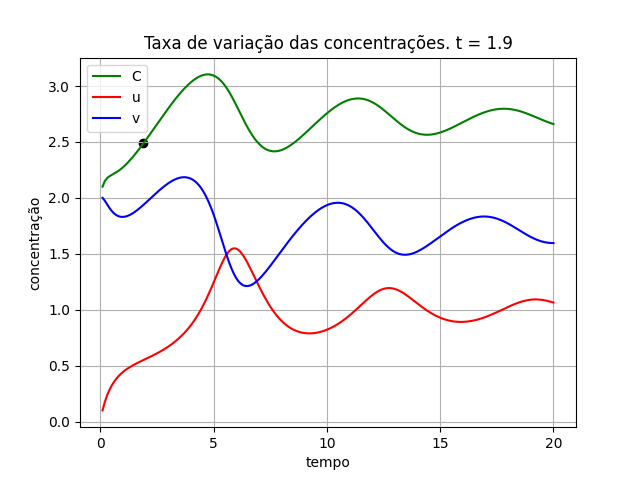 Taxa de variação das concentrações. t = 1.9
C
u
v
concentração
3.0
2.5
2.0
1.5
1.0
0.5
0.0
0 5 10 15 20
tempo